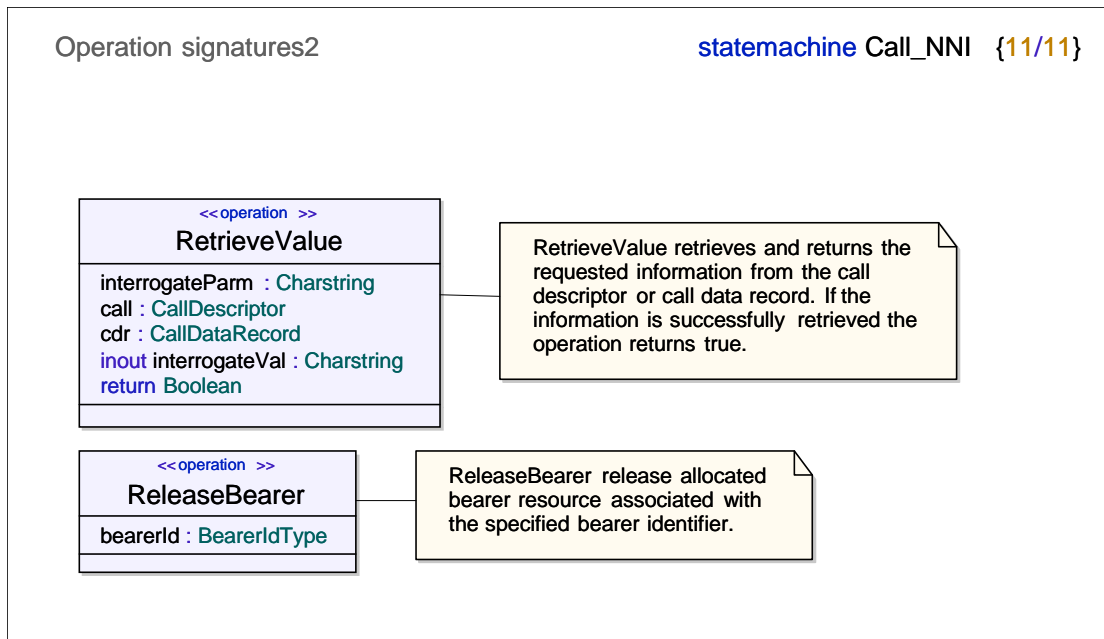 Operation signatures2
statemachine Call_NNI {11/11}
<<operation >>
RetrieveValue
interrogateParm : Charstring
call : CallDescriptor
cdr : CallDataRecord
inout interrogateVal : Charstring
return Boolean
RetrieveValue retrieves and returns the
requested information from the call
descriptor or call data record. If the
information is successfully retrieved the
operation returns true.
<<operation >>
ReleaseBearer
bearerId : BearerIdType
ReleaseBearer release allocated
bearer resource associated with
the specified bearer identifier.